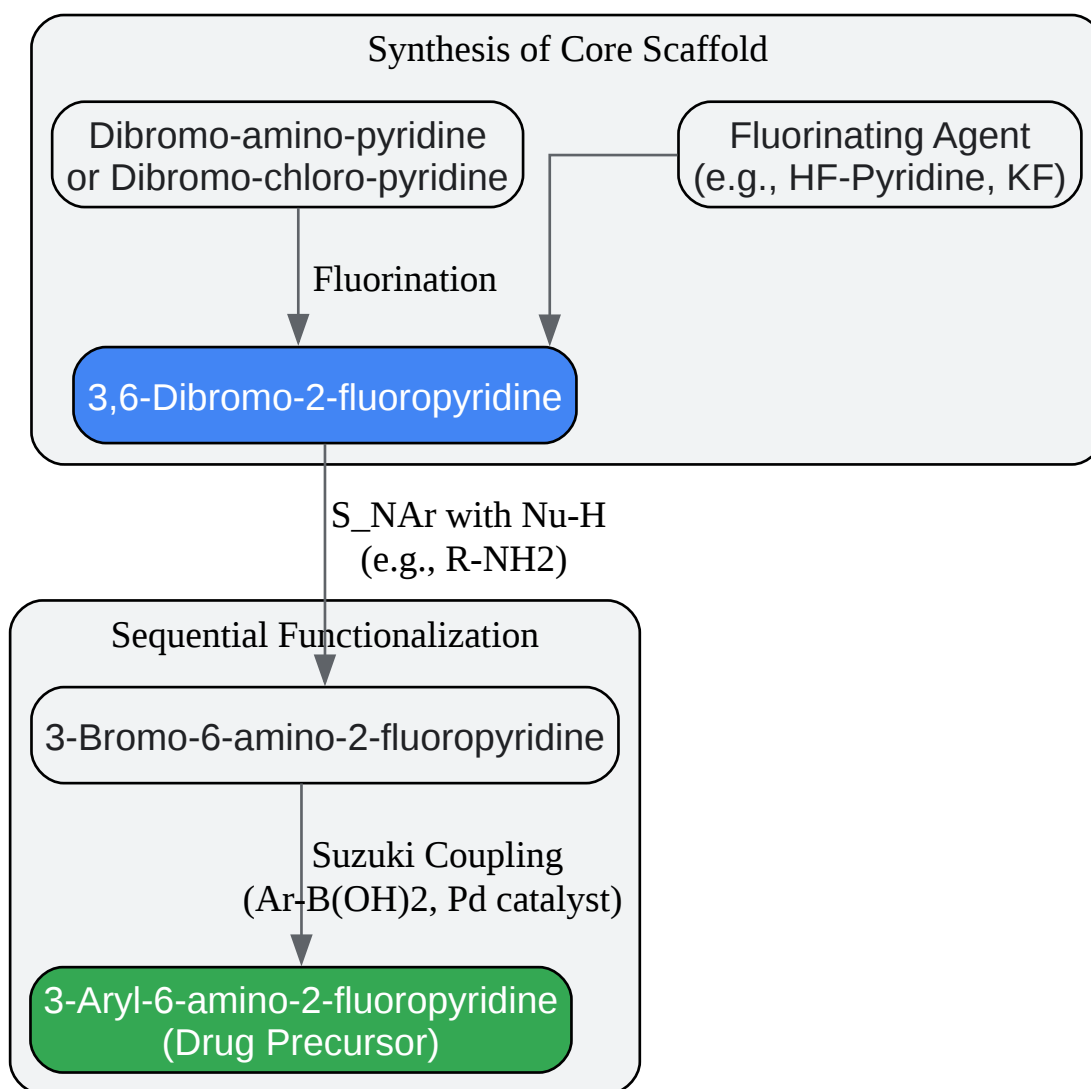 Synthesis of Core Scaffold
Dibromo-amino-pyridine
or Dibromo-chloro-pyridine
Fluorinating Agent
(e.g., HF-Pyridine, KF)
Fluorination
3,6-Dibromo-2-fluoropyridine
S_NAr with Nu-H
(e.g., R-NH2)
Sequential Functionalization
3-Bromo-6-amino-2-fluoropyridine
Suzuki Coupling
(Ar-B(OH)2, Pd catalyst)
3-Aryl-6-amino-2-fluoropyridine
(Drug Precursor)